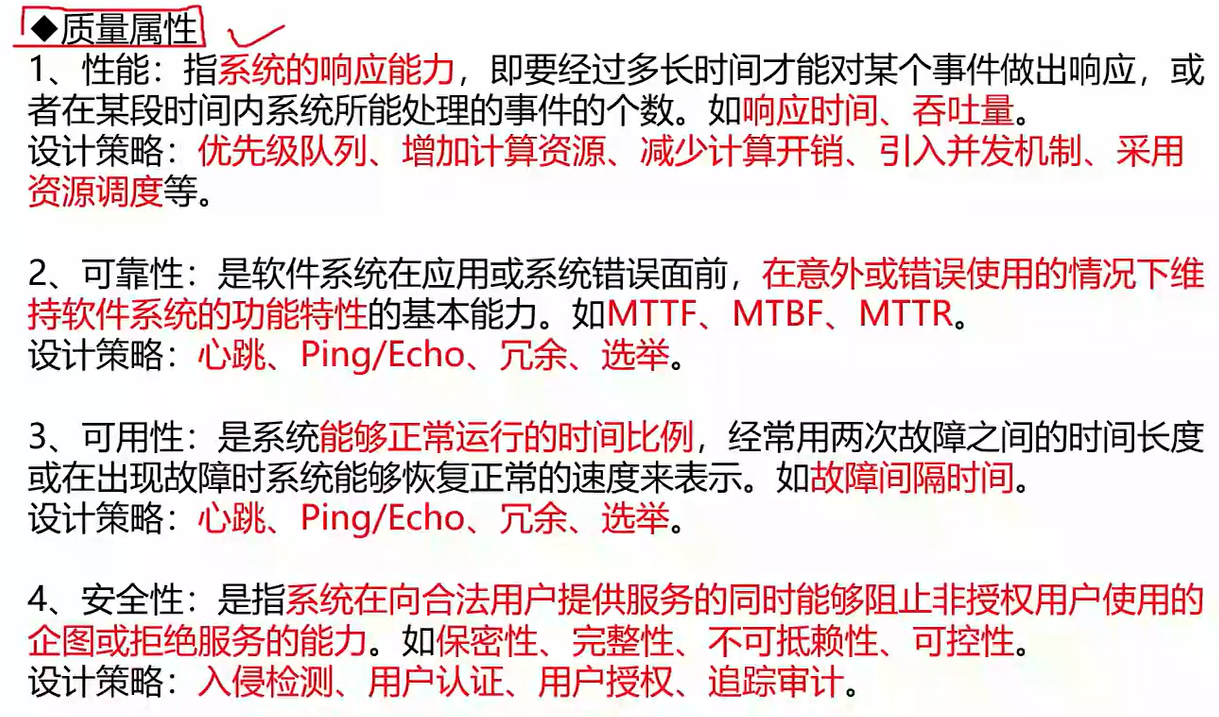 ◆质量属性
1、性能：指系统的响应能力，即要经过多长时间才能对某个事件做出响应，或
者在某段时间内系统所能处理的事件的个数。如响应时间、吞吐量。
设计策略：优先级队列、增加计算资源、减少计算开销、引入并发机制、采用
资源调度等。
2、可靠性：是软件系统在应用或系统错误面前，在意外或错误使用的情况下维
持软件系统的功能特性的基本能力。如MTTF、MTBF、MTTR。
设计策略：心跳、Ping/Echo、冗余、选举。
3、可用性：是系统能够正常运行的时间比例，经常用两次故障之间的时间长度
或在出现故障时系统能够恢复正常的速度来表示。如故障间隔时间。
设计策略：心跳、Ping/Echo、冗余、选举。
4、安全性：是指系统在向合法用户提供服务的同时能够阻止非授权用户使用的
企图或拒绝服务的能力。如保密性、完整性、不可抵赖性、可控性。
设计策略：入侵检测、用户认证、用户授权、追踪审计。